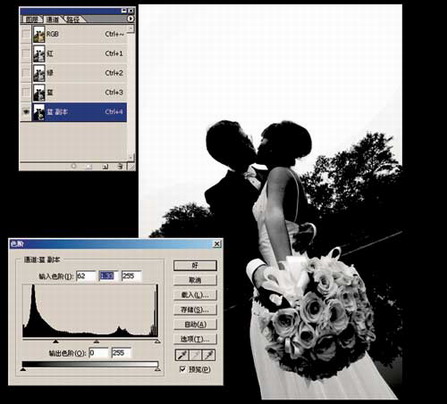 图层 通道 路径
RGB Ctrl+~
红 Ctrl+1
绿 Ctrl+2
蓝 Ctrl+3
蓝 副本 Ctrl+4
色阶
通道:蓝 副本
输入色阶(I): 62 1.33 255
输出色阶(O): 0 255
好
取消
载入(L)...
存储(S)...
自动(A)
选项(T)...
预览(P)